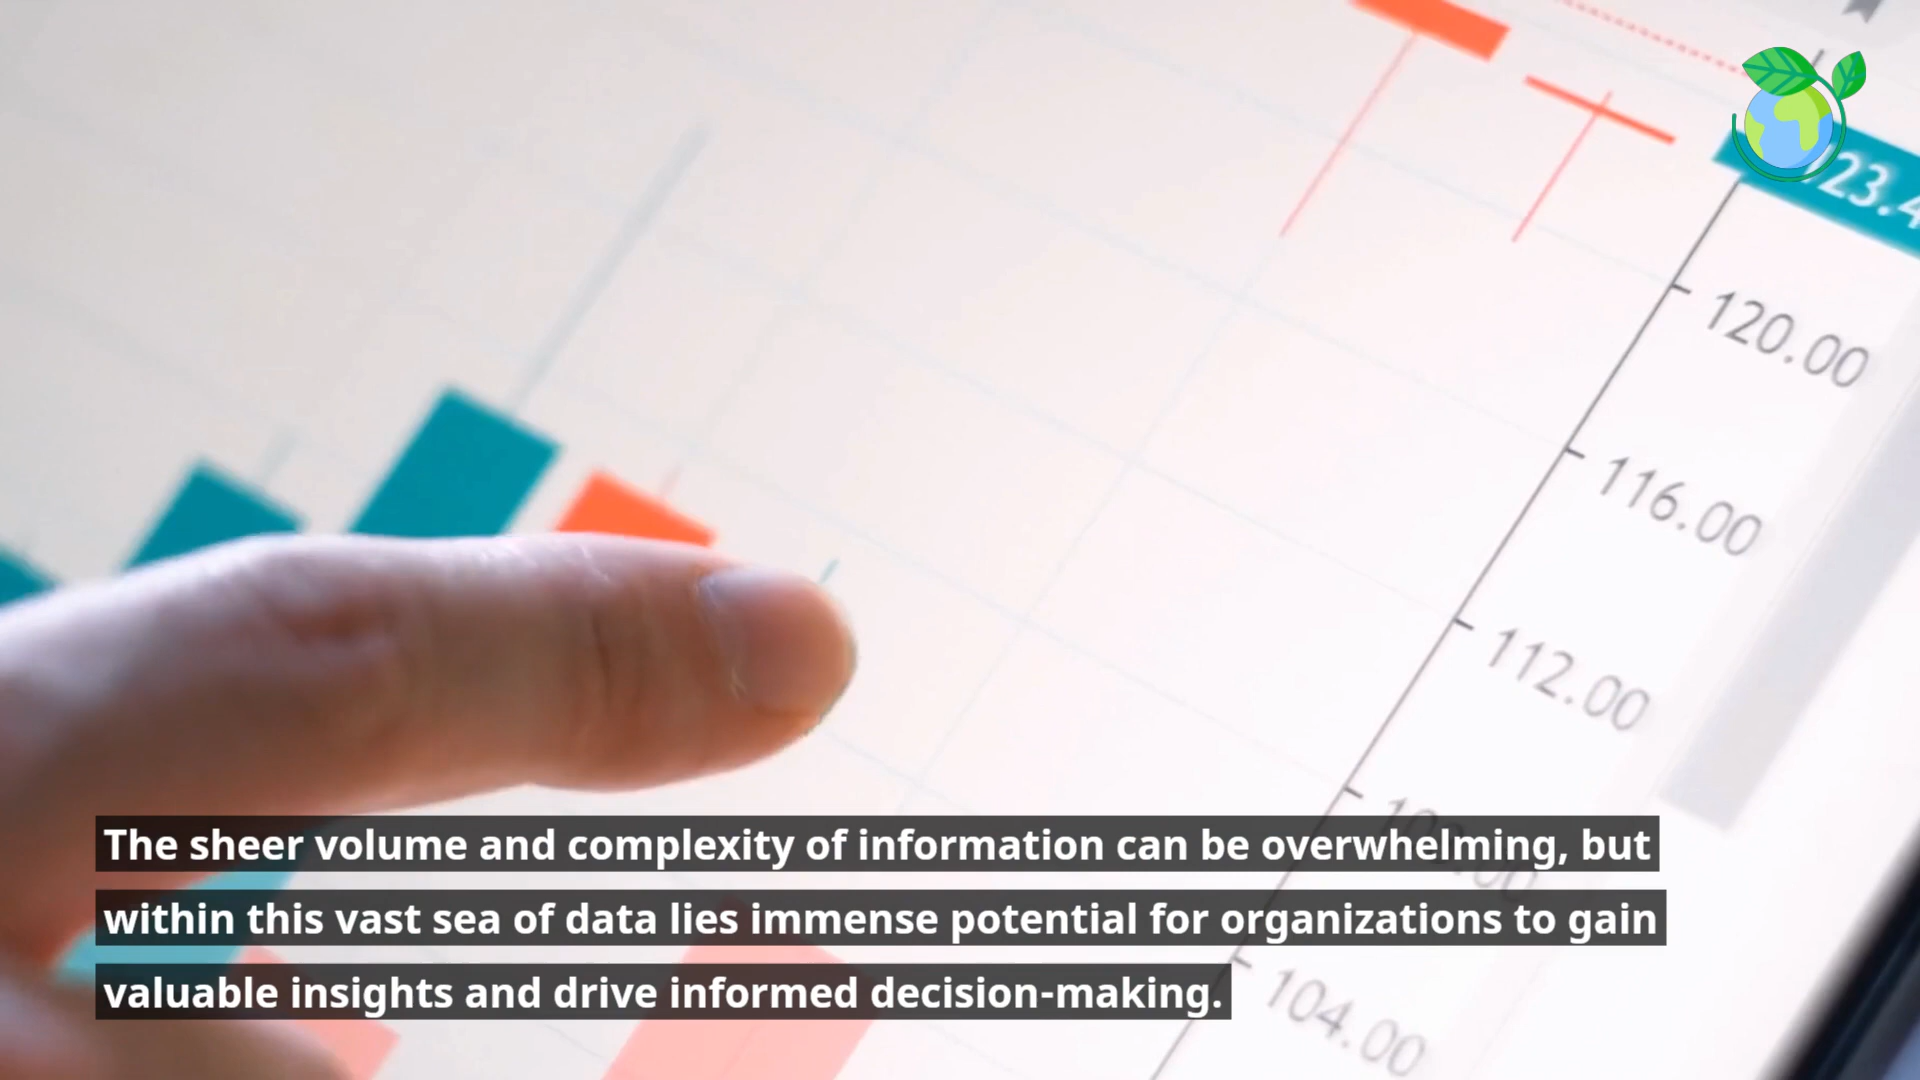 120.00
116.00
112.00
The sheer volume and complexity of information can be overwhelming, but
within this vast sea of data lies immense potential for organizations to gain
valuable insights and drive informed decision-making.
104.00